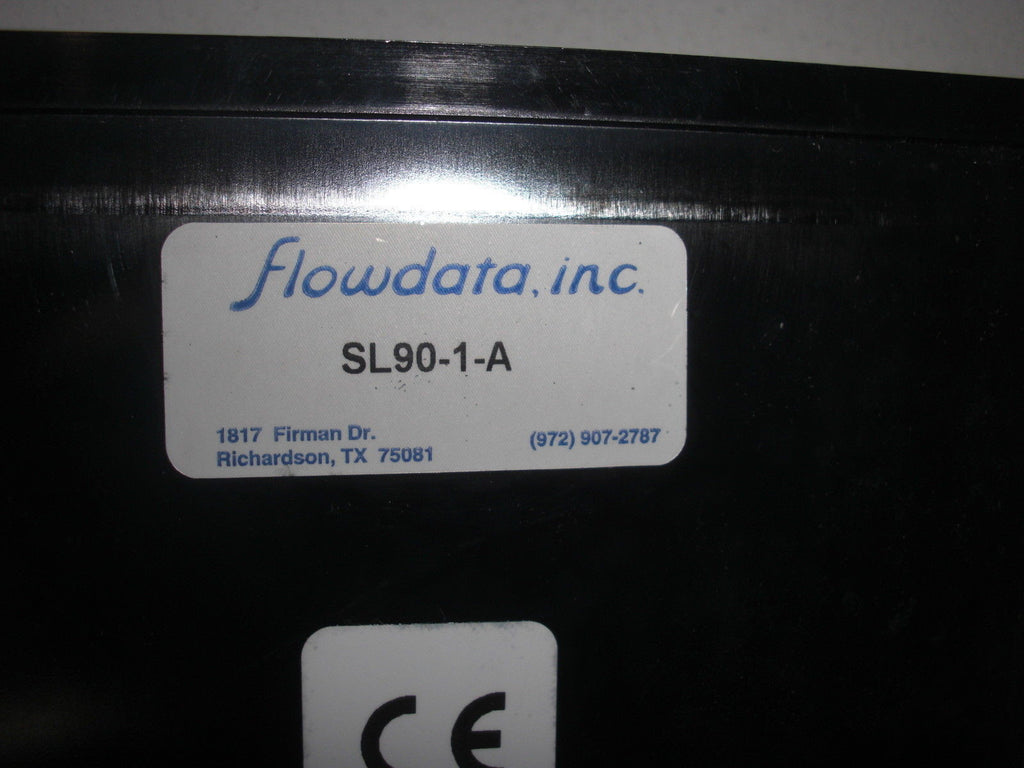 flowdata, inc.
SL90-1-A
1817 Firman Dr.
Richardson, TX 75081
(972) 907-2787
CE